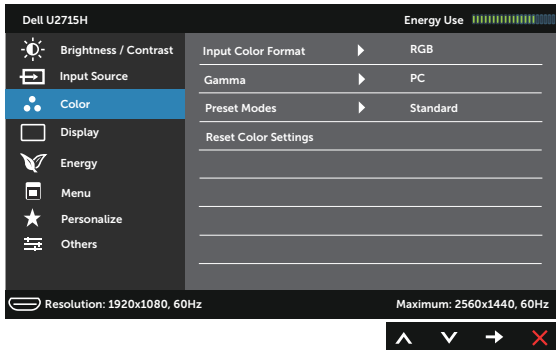 Dell U2715H Energy Use
Brightness / Contrast Input Color Format RGB
Input Source Gamma PC
Color Preset Modes Standard
Display Reset Color Settings
Energy
Menu
Personalize
Others
Resolution: 1920x1080, 60Hz Maximum: 2560x1440, 60Hz